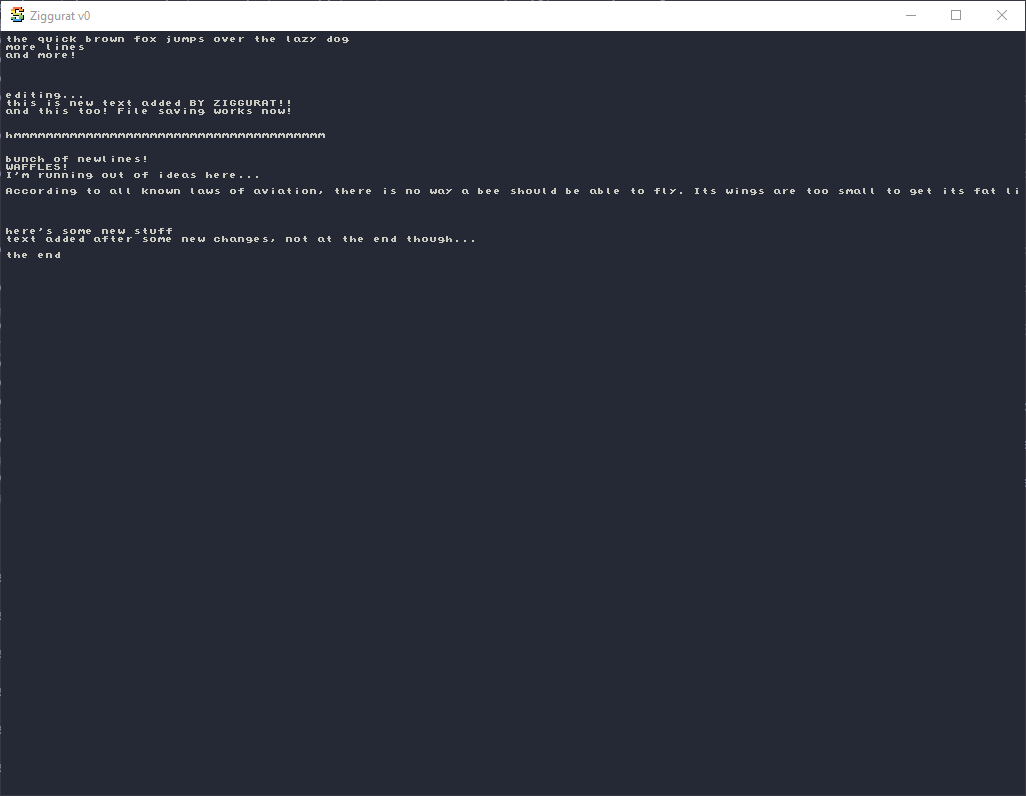 Ziggurat v0
the quick brown fox jumps over the lazy dog
more lines
and more!
editing...
this is new text added BY ZIGGURAT!!
and this too! File saving works now!
hmmmmmmmmmmmmmmmmmmmmmmmmmmmmmmmmmmmmmmm
bunch of newlines!
WAFFLES!
I'm running out of ideas here...
According to all known laws of aviation, there is no way a bee should be able to fly. Its wings are too small to get its fat li
here's some new stuff
text added after some new changes, not at the end though...
the end